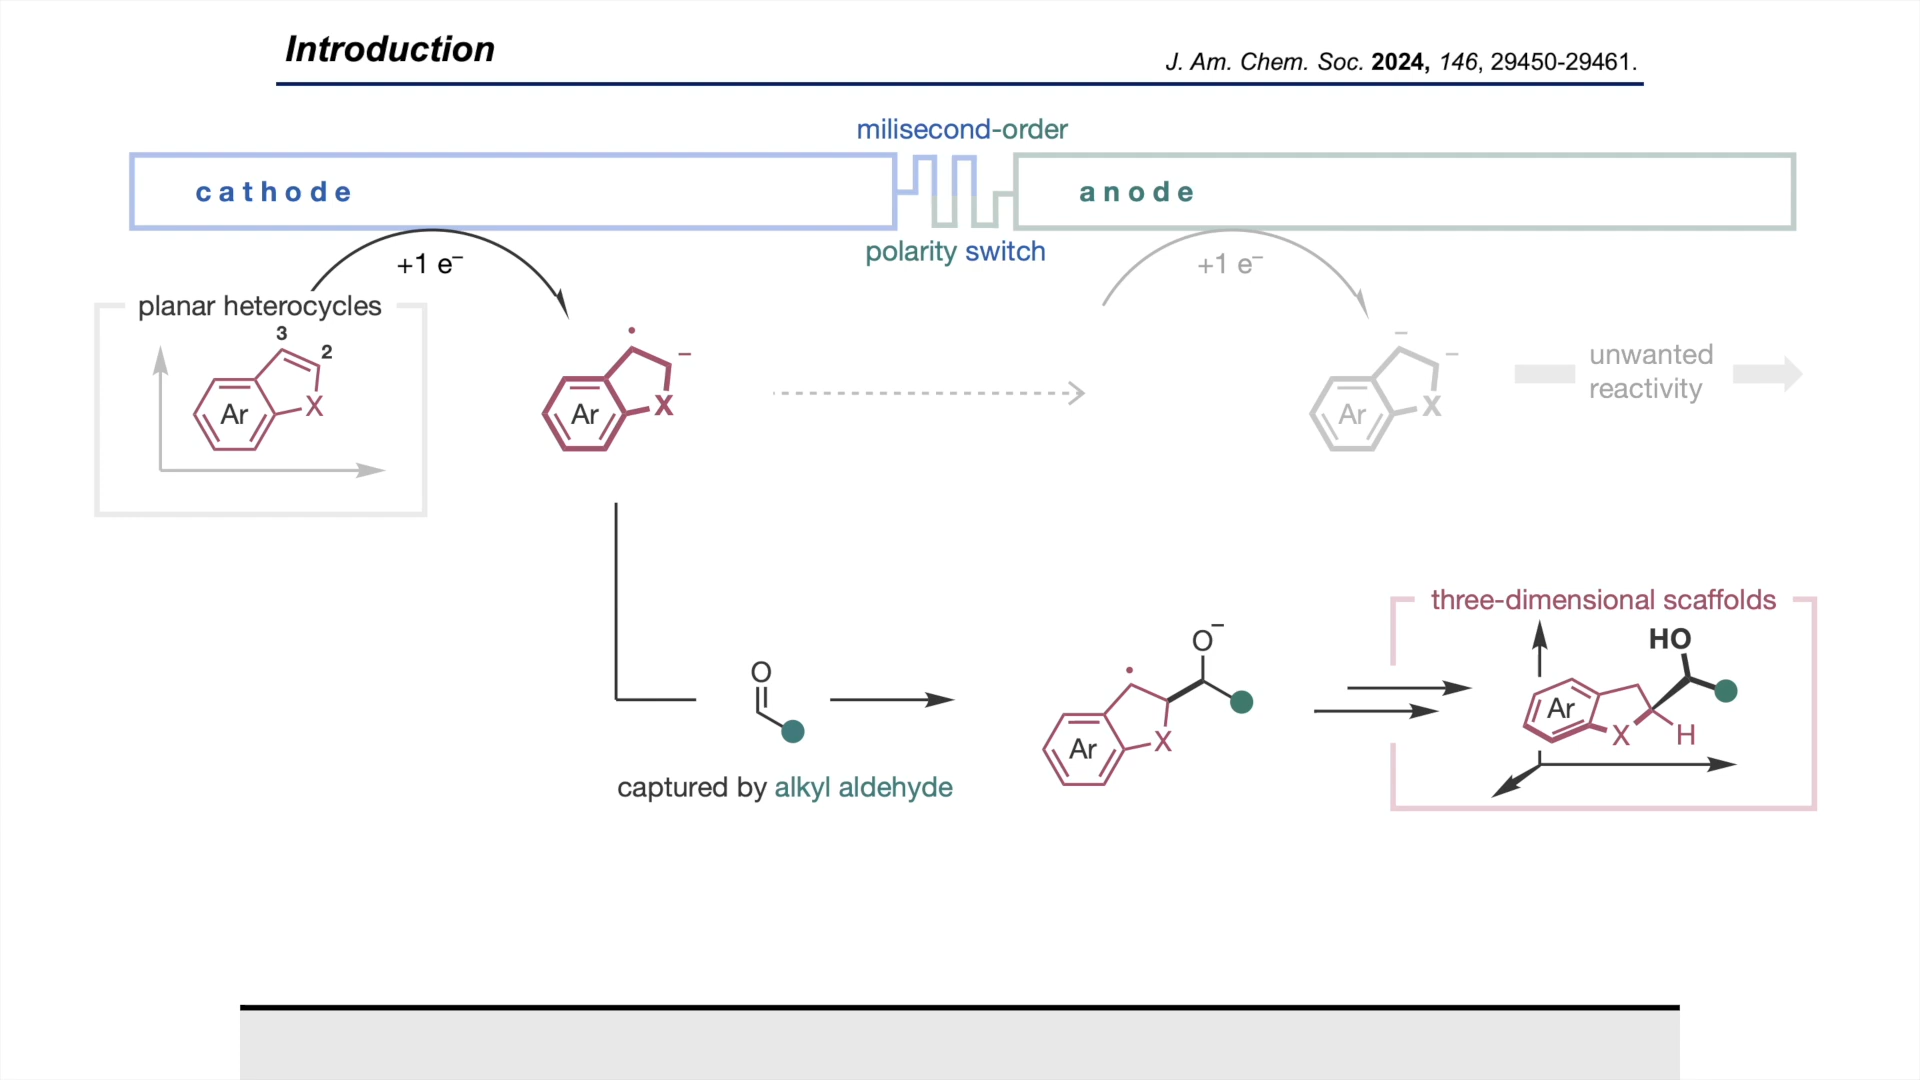 Introduction
J. Am. Chem. Soc. 2024, 146, 29450-29461.
milisecond-order
cathode
anode
polarity switch
+1 e⁻
+1 e⁻
planar heterocycles
3
2
Ar
X
Ar
X
−
Ar
X
−
−
unwanted
reactivity
O
captured by alkyl aldehyde
O⁻
Ar
X
three-dimensional scaffolds
HO
Ar
X
H